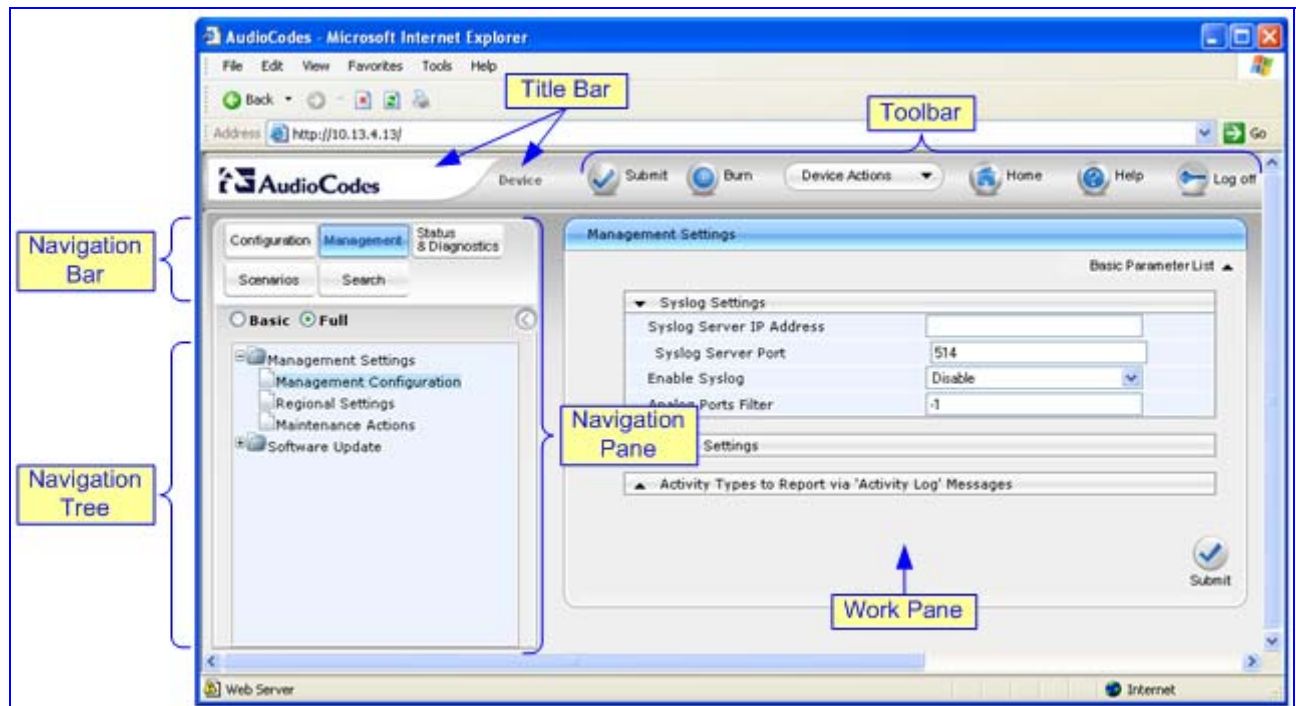 AudioCodes - Microsoft Internet Explorer
File Edit View Favorites Tools Help
Back
Title Bar
Toolbar
Address http://10.13.4.13/
Go
AudioCodes
Device
Submit
Burn
Device Actions
Home
Help
Log off
Navigation
Bar
Configuration
Management
Status
& Diagnostics
Scenarios
Search
Management Settings
Basic Parameter List
Basic Full
Syslog Settings
Syslog Server IP Address
Syslog Server Port 514
Enable Syslog Disable
Analog Ports Filter -1
Settings
Activity Types to Report via 'Activity Log' Messages
Navigation
Tree
Management Settings
Management Configuration
Regional Settings
Maintenance Actions
Software Update
Navigation
Pane
Submit
Work Pane
Web Server
Internet